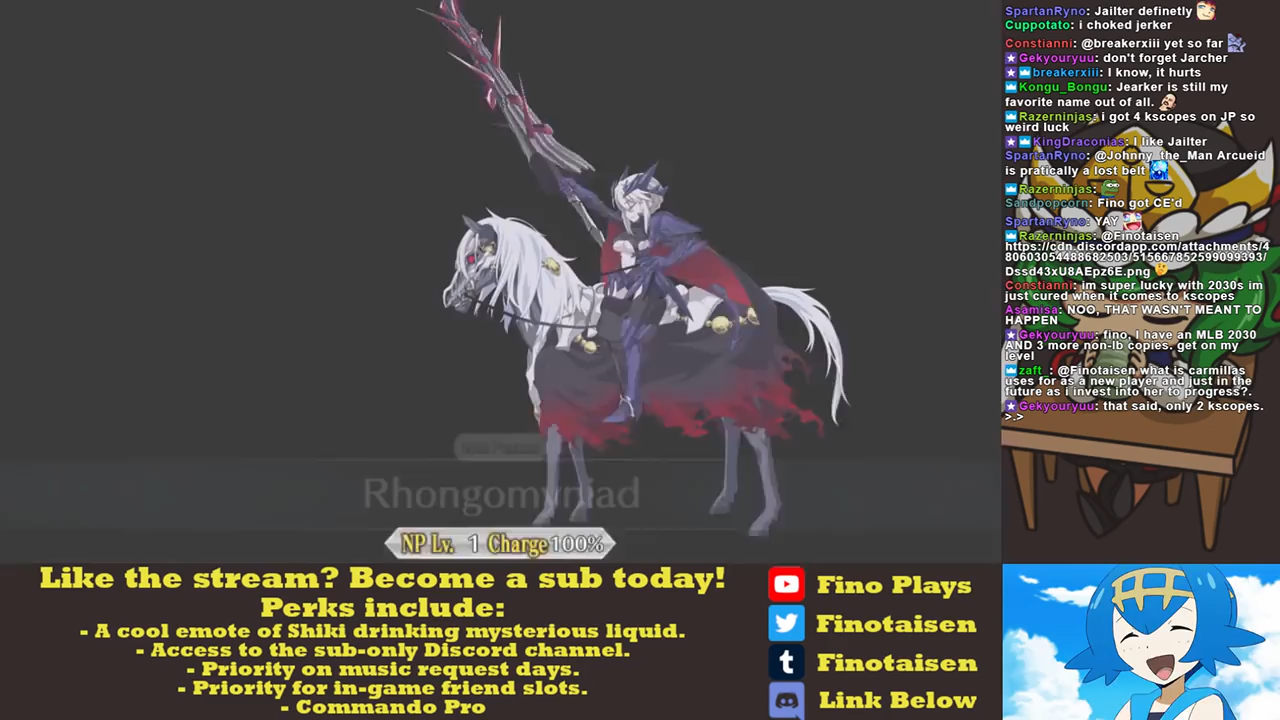 Rhongomyniad
NP Lv. 1 Charge 100%
Like the stream? Become a sub today!
Perks include:
- A cool emote of Shiki drinking mysterious liquid.
- Access to the sub-only Discord channel.
- Priority on music request days.
- Priority for in-game friend slots.
- Commando Pro
Fino Plays
Finotaisen
Finotaisen
Link Below
SpartanRyno: Jailter definetly
Cuppotato: i choked jerker
Constianni: @breakerxiii yet so far
Gekyouryuu: don't forget Jarcher
breakerxiii: I know, it hurts
Kongu_Bongu: Jearker is still my
favorite name out of all.
Razerninjas: i got 4 kscopes on JP so
weird luck
KingDraconias: I like Jailter
SpartanRyno: @Johnny_the_Man Arcueid
is pratically a lost belt
Razerninjas:
Sandpopcorn: Fino got CE'd
SpartanRyno: YAY
Razerninjas: @Finotaisen
https://cdn.discordapp.com/attachments/4
80603054488682503/515667852599099393/
Dssd43xU8AEpz6E.png
Constianni: im super lucky with 2030s im
just cured when it comes to kscopes
Asamisa: NOO, THAT WASN'T MEANT TO
HAPPEN
Gekyouryuu: fino, I have an MLB 2030
AND 3 more non-lb copies. get on my
level
zaft_: @Finotaisen what is carmillas
uses for as a new player and just in the
future as i invest into her to progress?.
Gekyouryuu: that said, only 2 kscopes.
>.>